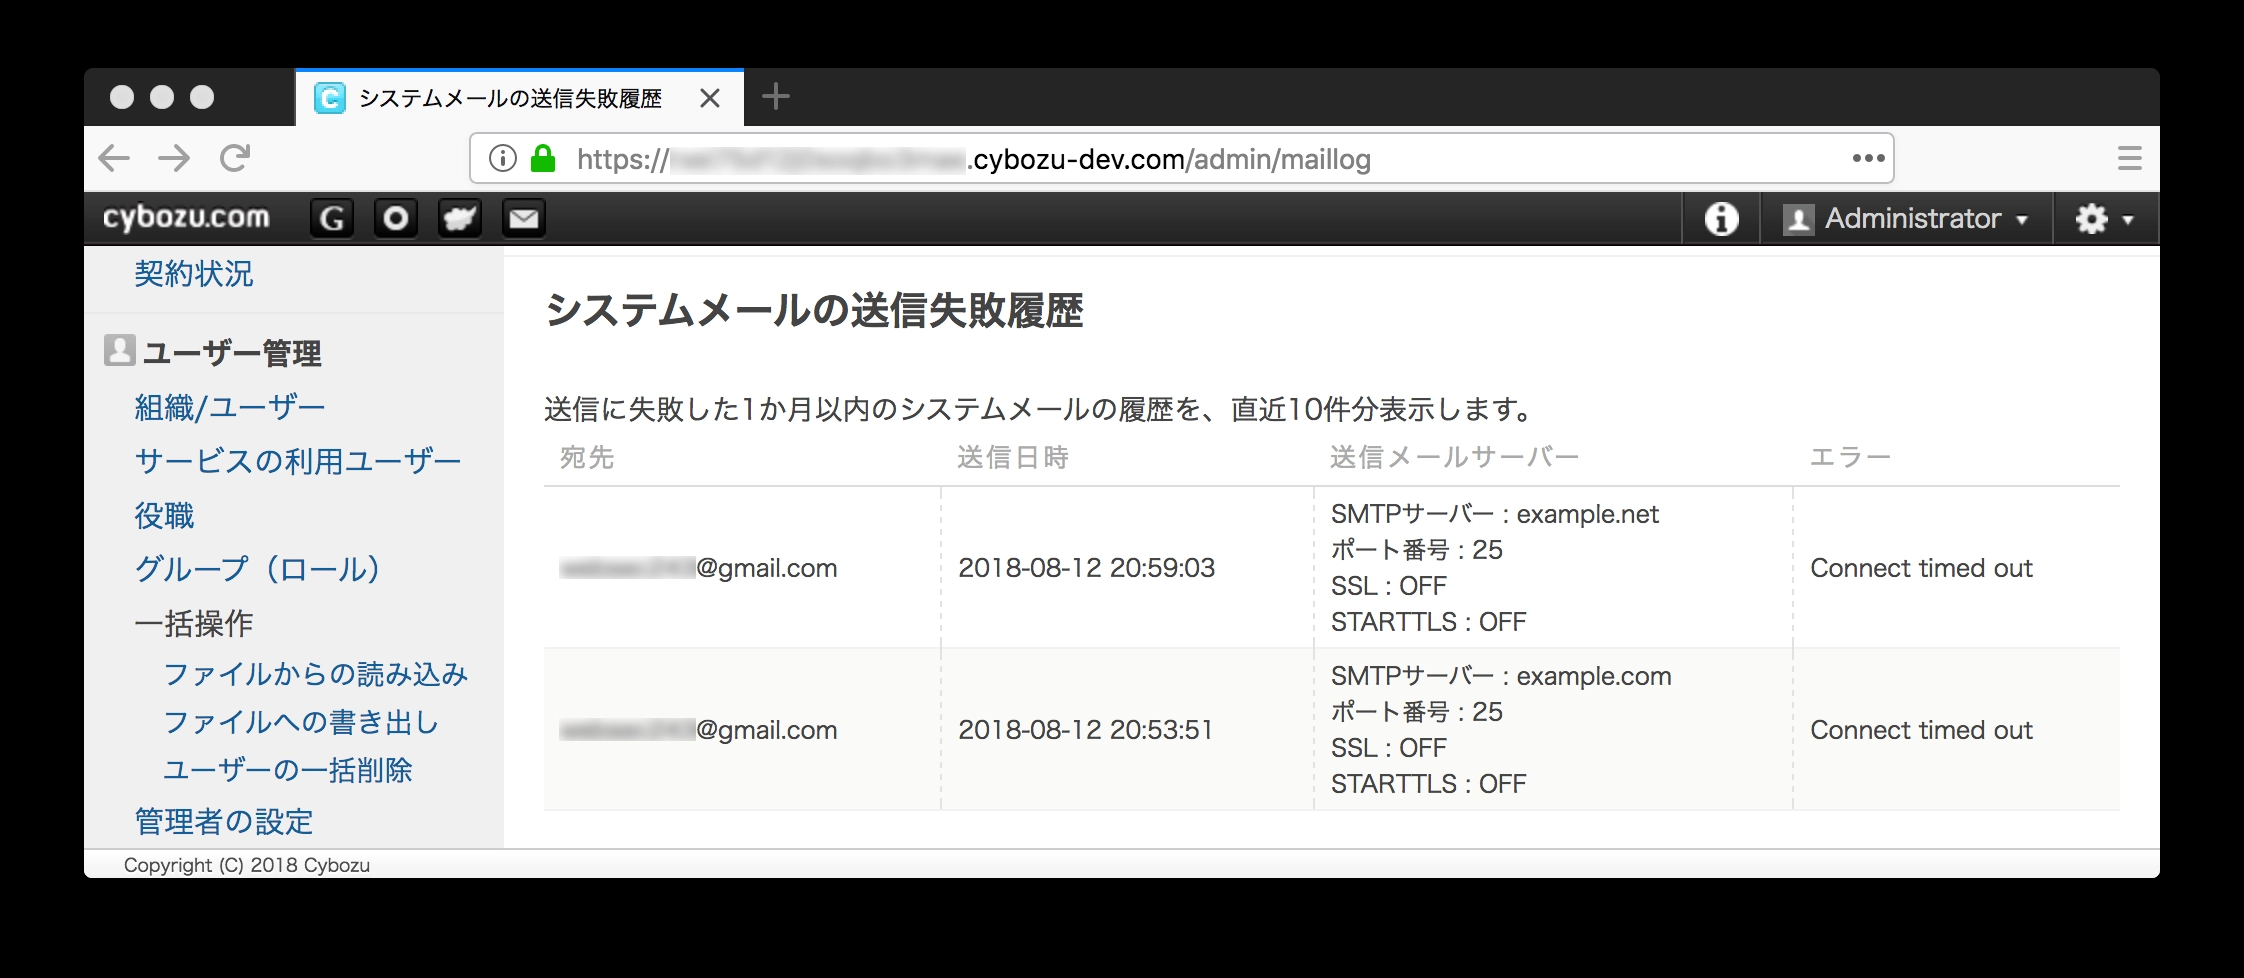 システムメールの送信失敗履歴
https://.cybozu-dev.com/admin/maillog
cybozu.com G Administrator
契約状況
ユーザー管理
組織/ユーザー
サービスの利用ユーザー
役職
グループ（ロール）
一括操作
ファイルからの読み込み
ファイルへの書き出し
ユーザーの一括削除
管理者の設定
システムメールの送信失敗履歴
送信に失敗した1か月以内のシステムメールの履歴を、直近10件分表示します。
宛先 送信日時 送信メールサーバー エラー
@gmail.com 2018-08-12 20:59:03 SMTPサーバー : example.net
ポート番号 : 25
SSL : OFF
STARTTLS : OFF
Connect timed out
@gmail.com 2018-08-12 20:53:51 SMTPサーバー : example.com
ポート番号 : 25
SSL : OFF
STARTTLS : OFF
Connect timed out
Copyright (C) 2018 Cybozu